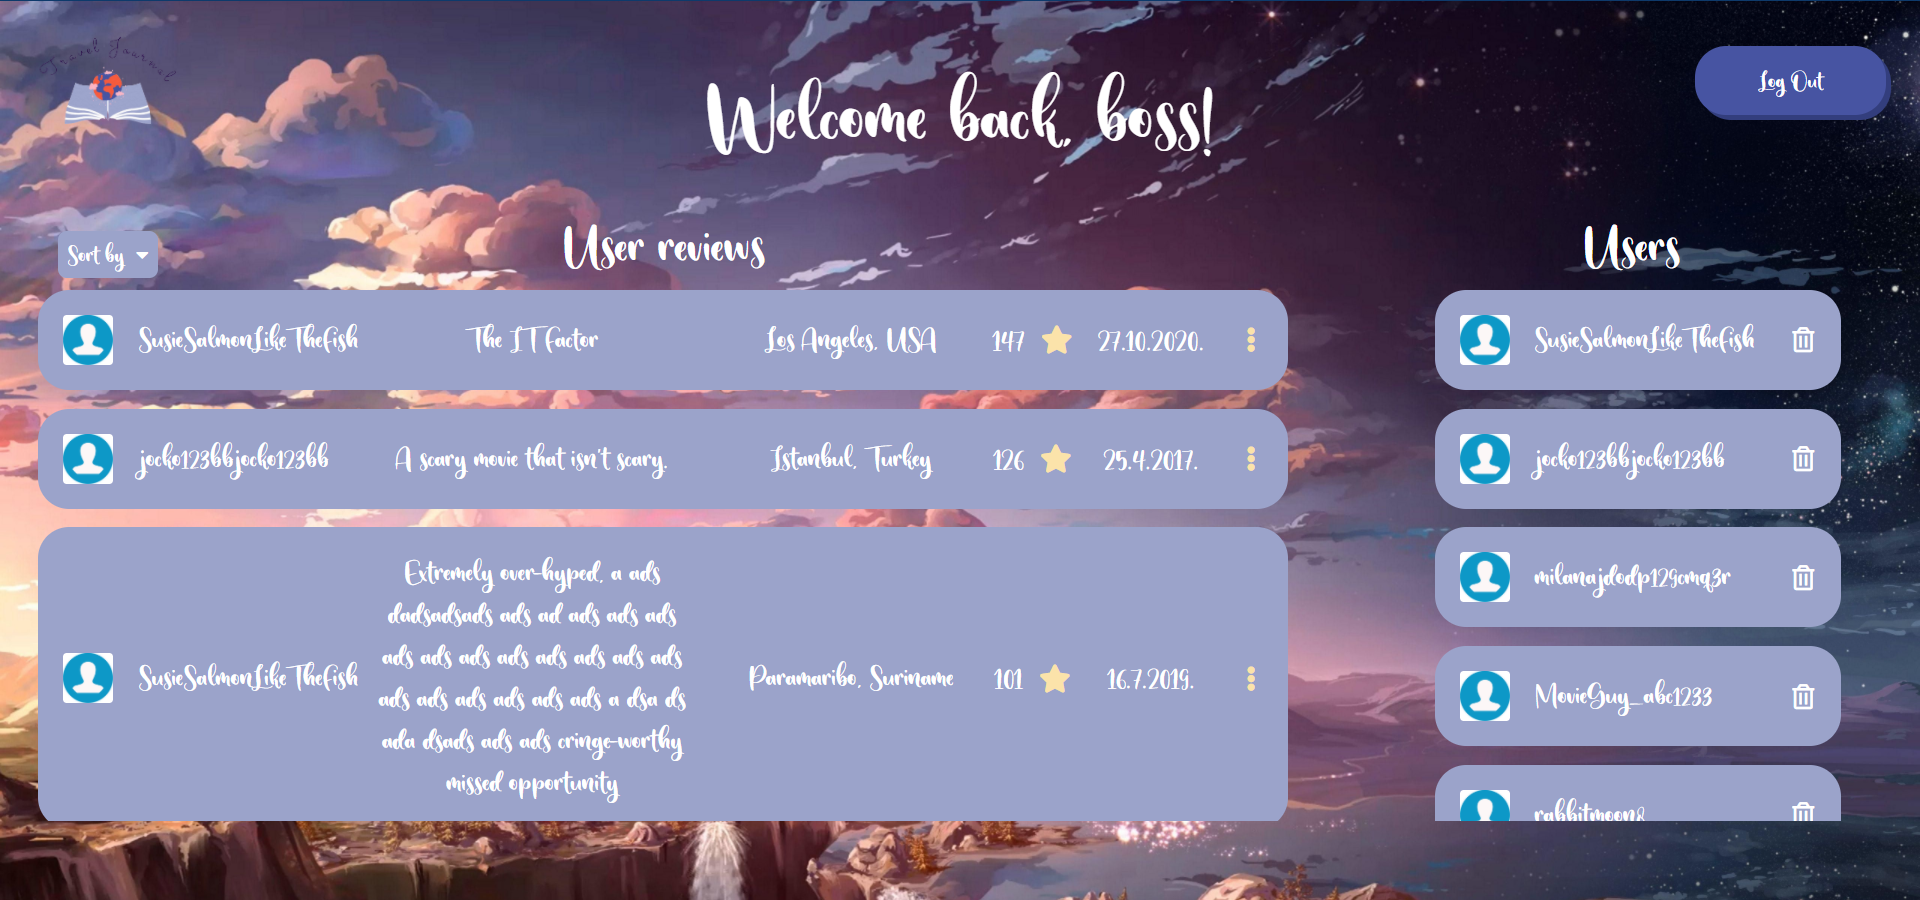 Travel Journal
Log Out
Welcome back, boss!
Sort by
User reviews
Users
SusieSalmonLikeTheFish
The IT Factor
Los Angeles, USA
147
27.10.2020.
jocko123bbjocko123bb
A scary movie that isn't scary.
Istanbul, Turkey
126
25.4.2017.
SusieSalmonLikeTheFish
Extremely over-hyped, a ads
dadsadsads ads ad ads ads ads
ads ads ads ads ads ads ads ads
ads ads ads ads ads ads a dsa ds
ada dsads ads ads cringe-worthy
missed opportunity
Paramaribo, Suriname
101
16.7.2019.
SusieSalmonLikeTheFish
jocko123bbjocko123bb
milanajdodp129cmq3r
MovieGuy_abc1233
rabbitmoon8